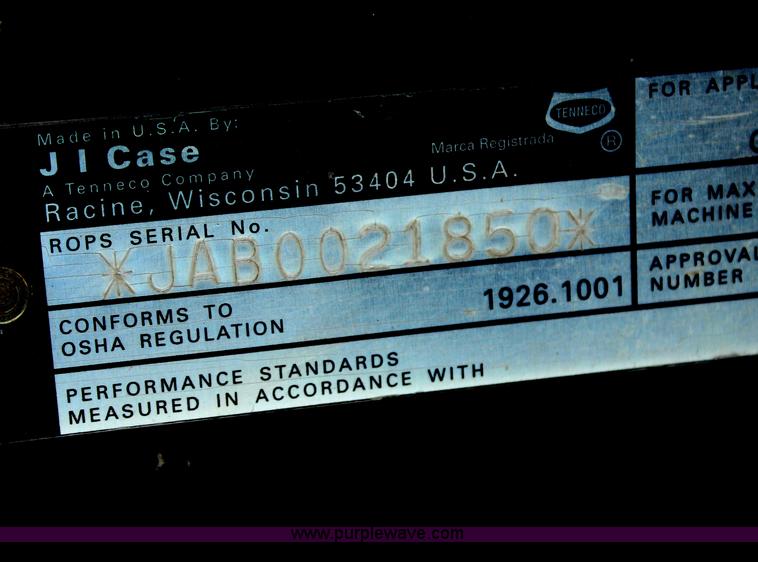 Made in U.S.A. By:
J I Case
A Tenneco Company
Racine, Wisconsin 53404 U.S.A.
Marca Registrada
TENNECO
®
ROPS SERIAL No.
*JAB0021850*
CONFORMS TO
OSHA REGULATION
1926.1001
PERFORMANCE STANDARDS
MEASURED IN ACCORDANCE WITH
FOR APPL
FOR MAX
MACHINE
APPROVAL
NUMBER
www.purplewave.com